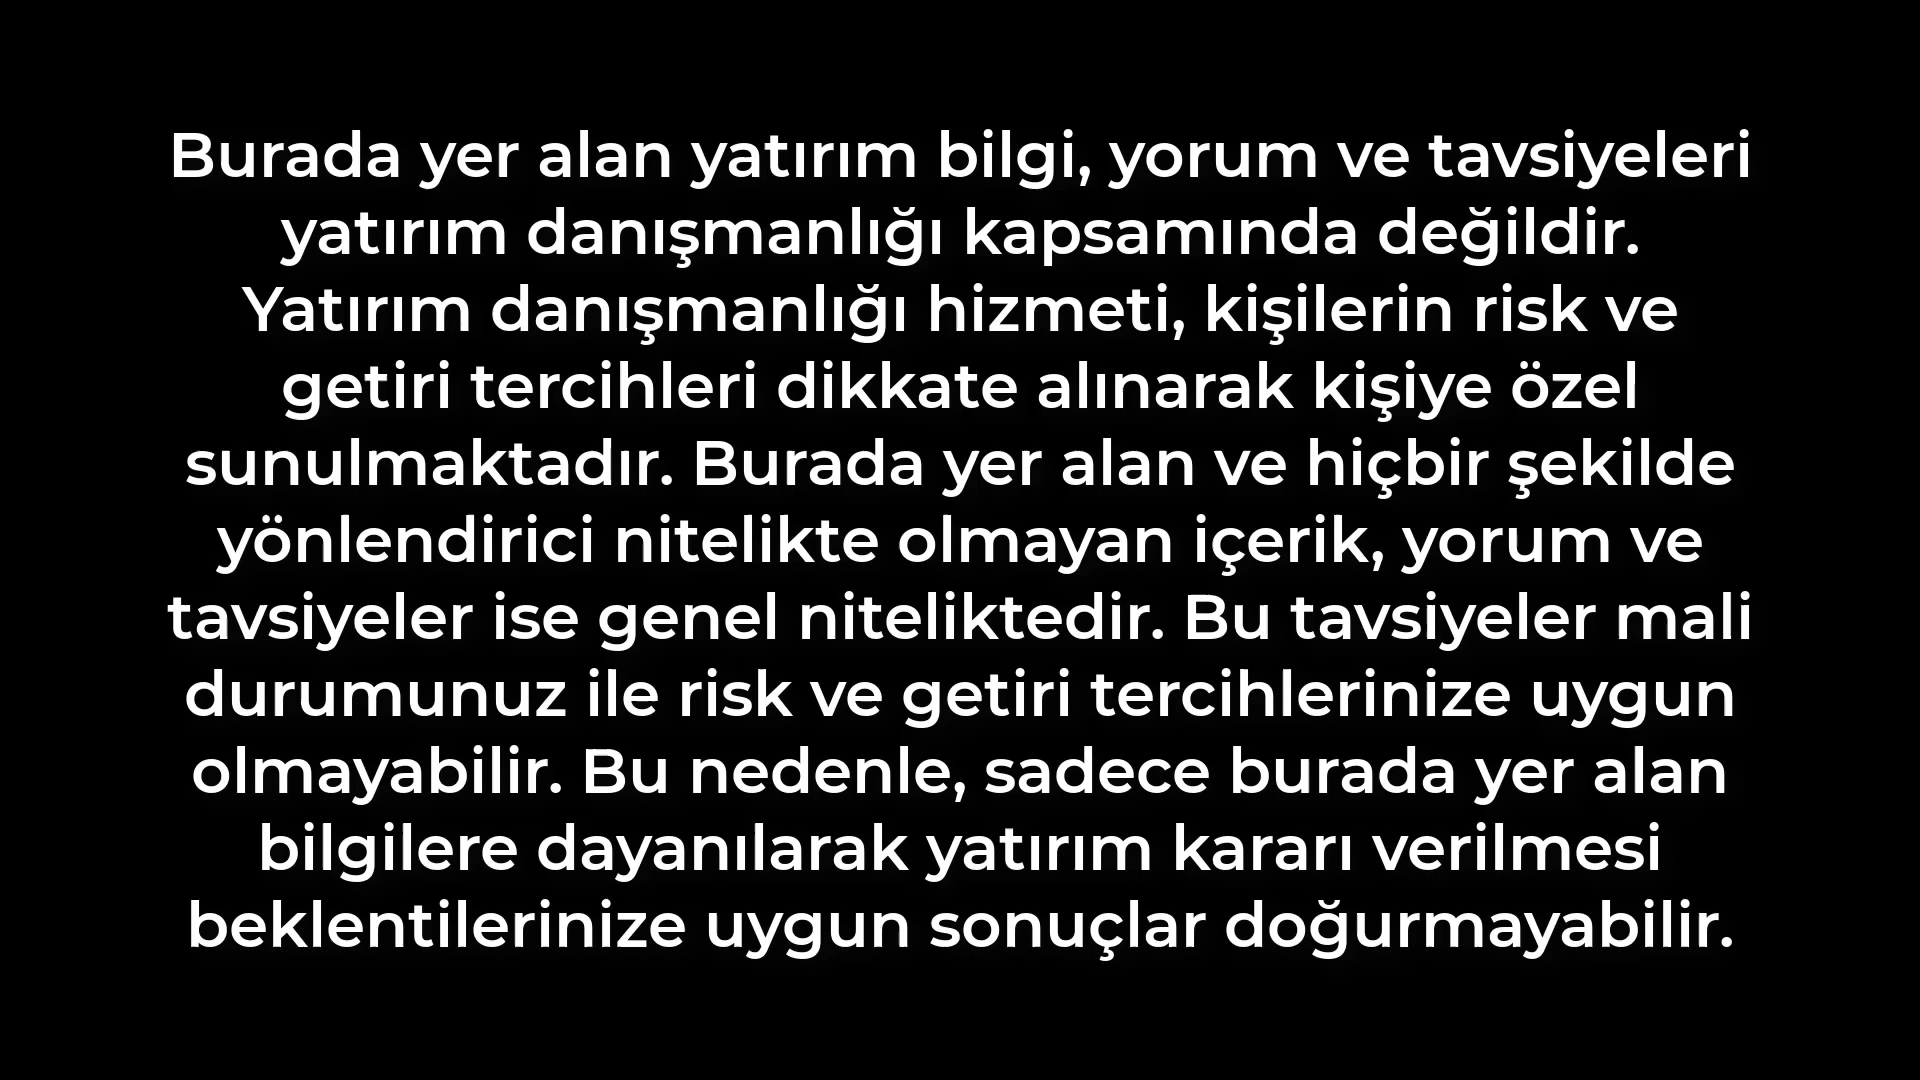 Burada yer alan yatırım bilgi, yorum ve tavsiyeleri
yatırım danışmanlığı kapsamında değildir.
Yatırım danışmanlığı hizmeti, kişilerin risk ve
getiri tercihleri dikkate alınarak kişiye özel
sunulmaktadır. Burada yer alan ve hiçbir şekilde
yönlendirici nitelikte olmayan içerik, yorum ve
tavsiyeler ise genel niteliktedir. Bu tavsiyeler mali
durumunuz ile risk ve getiri tercihlerinize uygun
olmayabilir. Bu nedenle, sadece burada yer alan
bilgilere dayanılarak yatırım kararı verilmesi
beklentilerinize uygun sonuçlar doğurmayabilir.